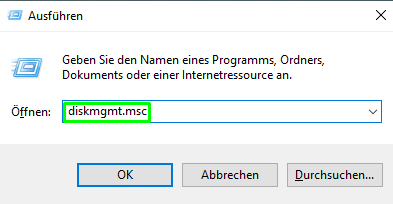 Ausführen
Geben Sie den Namen eines Programms, Ordners,
Dokuments oder einer Internetressource an.
Öffnen: diskmgmt.msc
OK Abbrechen Durchsuchen...